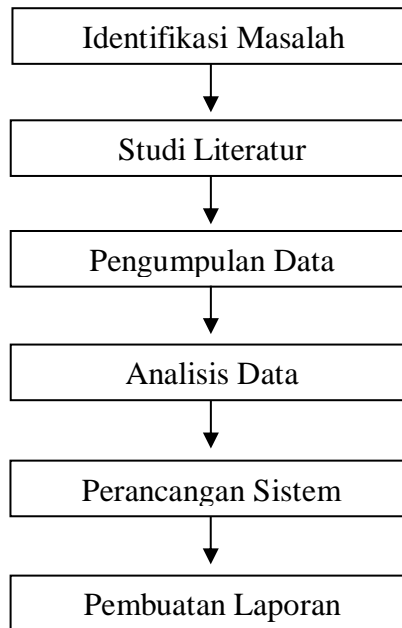 Identifikasi Masalah
Studi Literatur
Pengumpulan Data
Analisis Data
Perancangan Sistem
Pembuatan Laporan